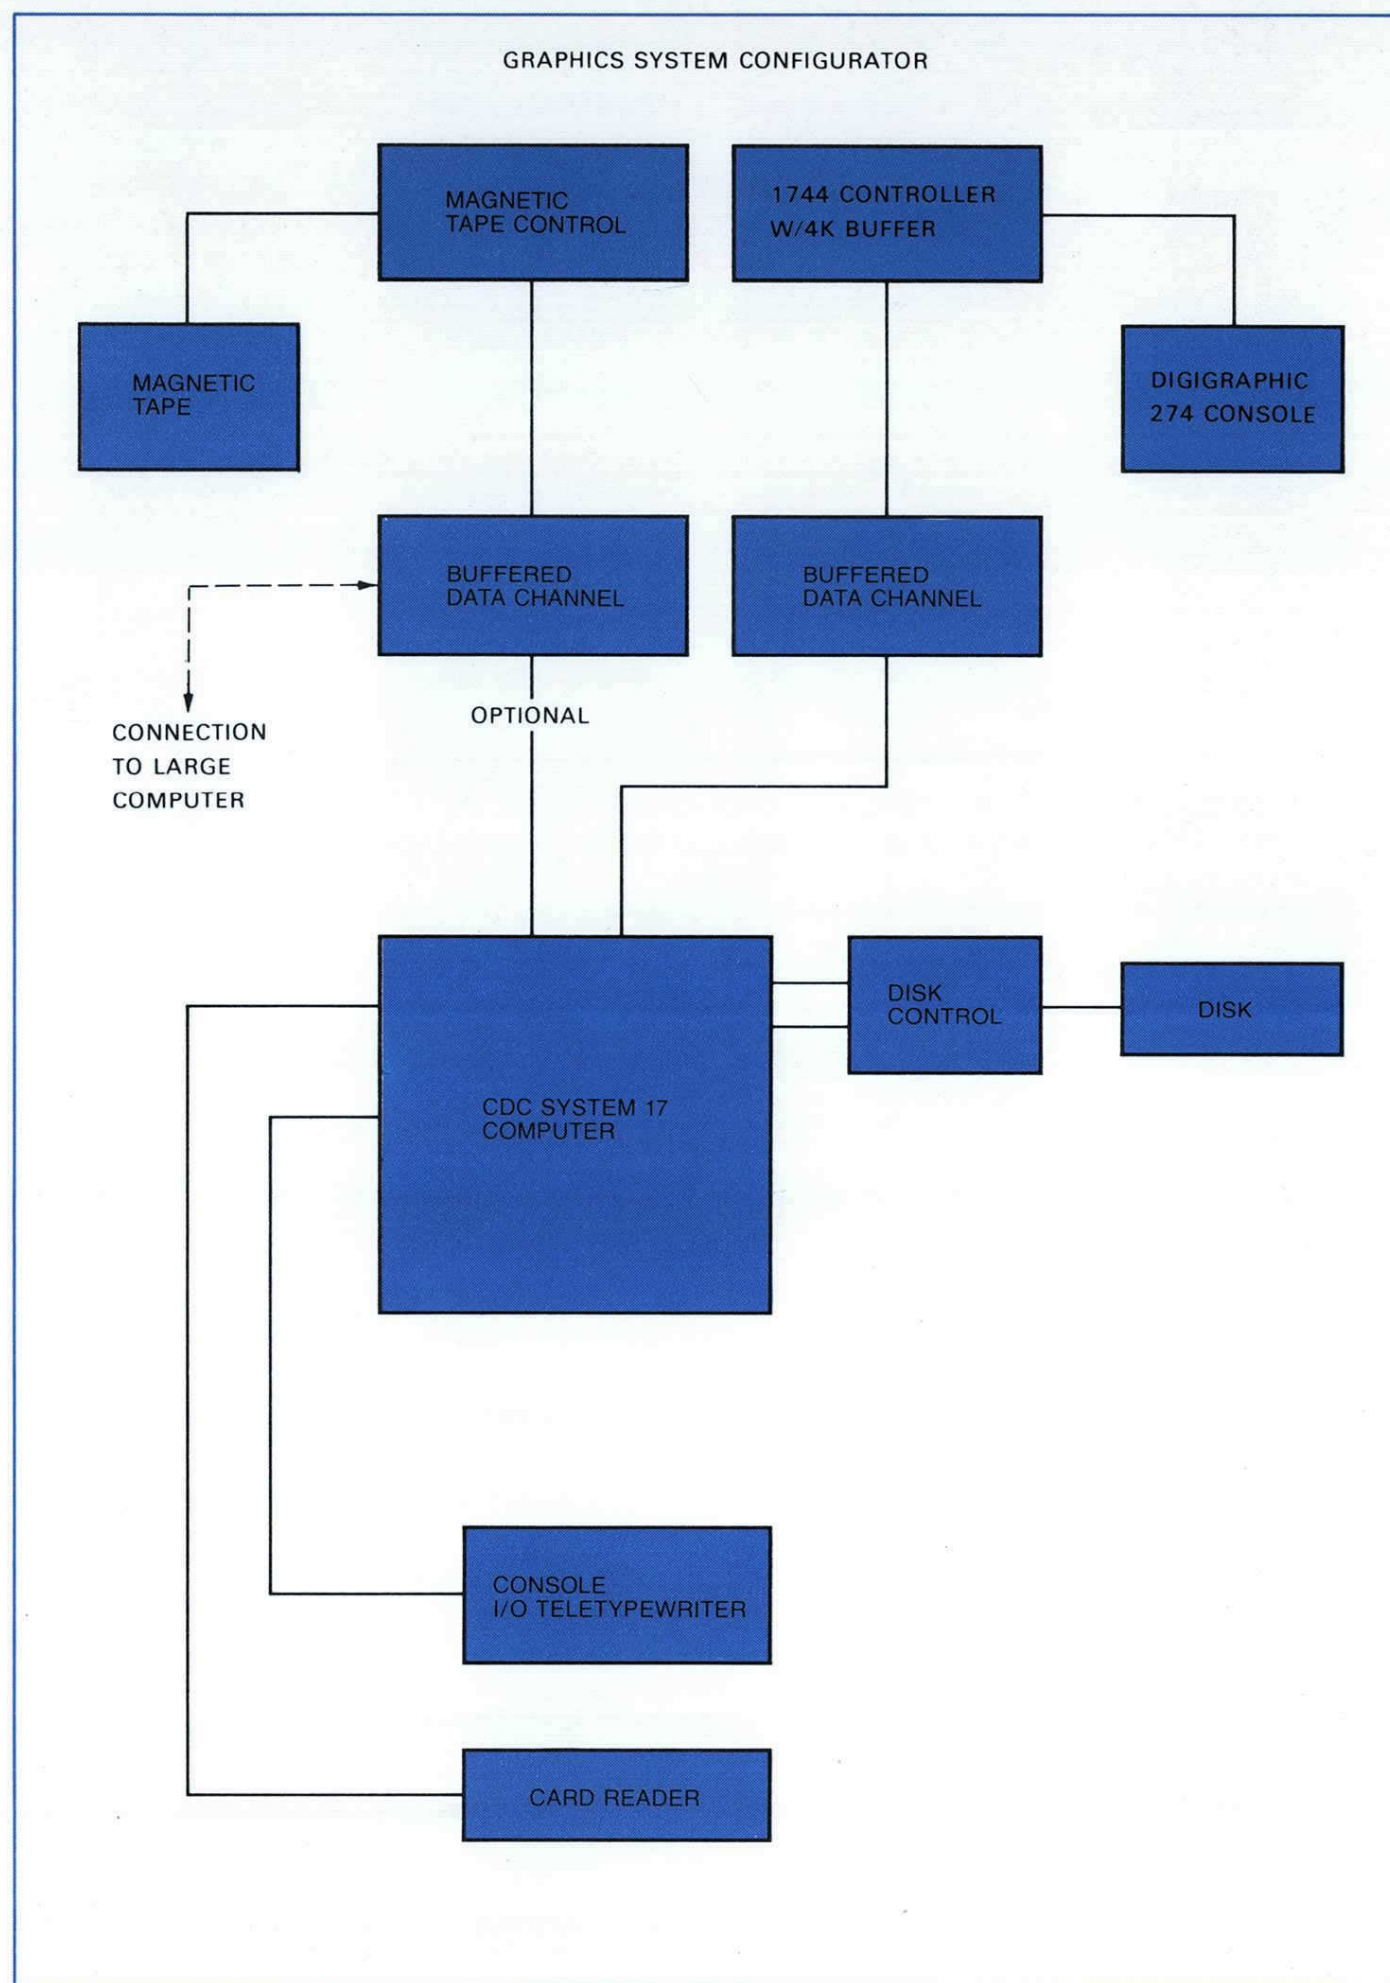 GRAPHICS SYSTEM CONFIGURATOR
MAGNETIC
TAPE CONTROL
1744 CONTROLLER
W/4K BUFFER
MAGNETIC
TAPE
DIGIGRAPHIC
274 CONSOLE
BUFFERED
DATA CHANNEL
BUFFERED
DATA CHANNEL
OPTIONAL
CONNECTION
TO LARGE
COMPUTER
DISK
CONTROL
DISK
CDC SYSTEM 17
COMPUTER
CONSOLE
I/O TELETYPEWRITER
CARD READER